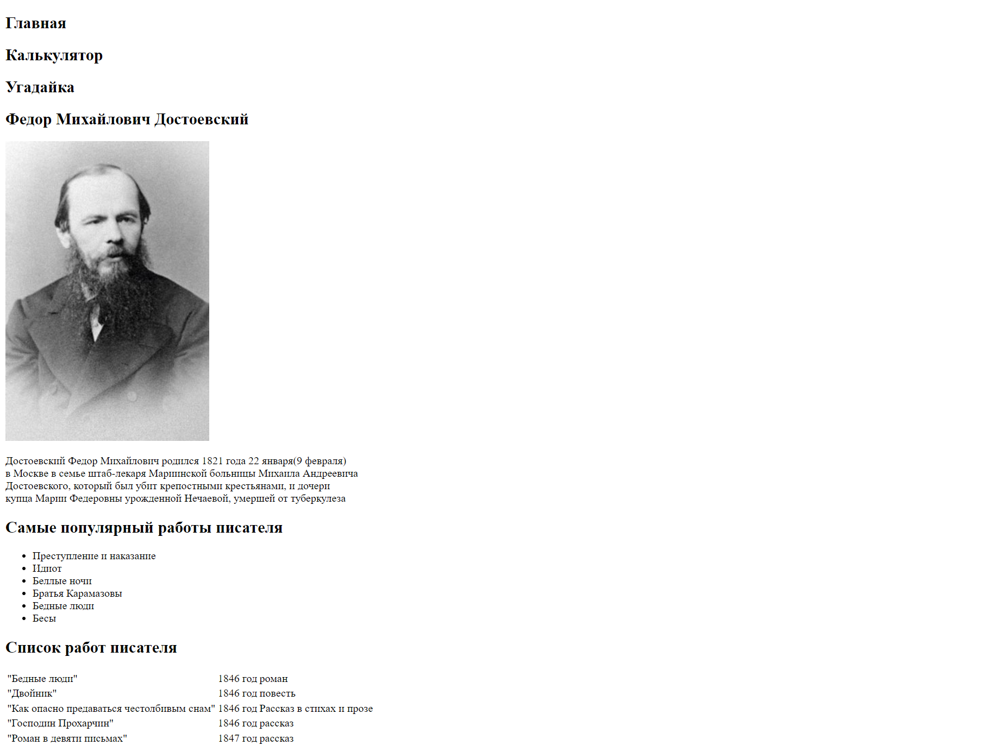 Главная
Калькулятор
Угадайка
Федор Михайлович Достоевский
Достоевский Федор Михайлович родился 1821 года 22 января(9 февраля)
в Москве в семье штаб-лекаря Мариинской больницы Михаила Андреевича
Достоевского, который был убит крепостными крестьянами, и дочери
купца Марии Федеровны урожденной Нечаевой, умершей от туберкулеза
Самые популярный работы писателя
• Преступление и наказание
• Идиот
• Беллые ночи
• Братья Карамазовы
• Бедные люди
• Бесы
Список работ писателя
"Бедные люди" 1846 год роман
"Двойник" 1846 год повесть
"Как опасно предаваться честолбивым снам" 1846 год Рассказ в стихах и прозе
"Господин Прохарчин" 1846 год рассказ
"Роман в девяти письмах" 1847 год рассказ